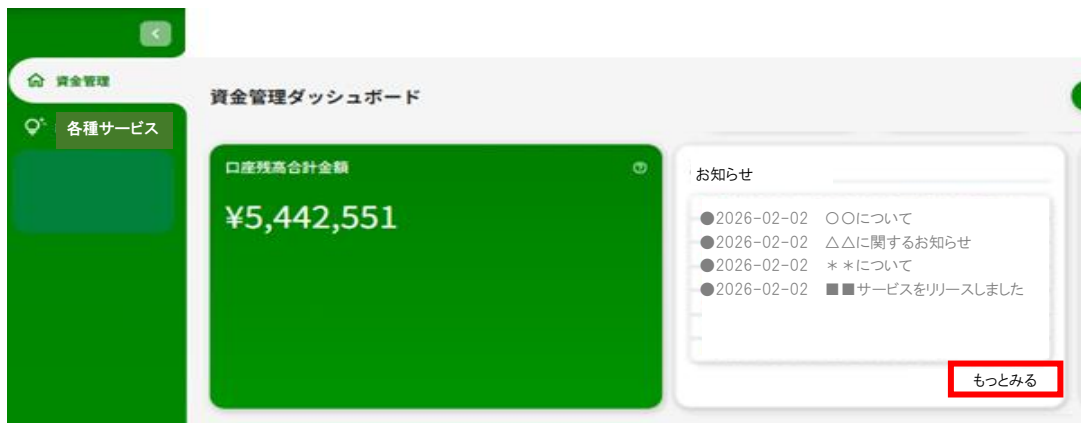 資金管理
各種サービス
資金管理ダッシュボード
口座残高合計金額
¥5,442,551
お知らせ
●2026-02-02 〇〇について
●2026-02-02 △△に関するお知らせ
●2026-02-02 ＊＊について
●2026-02-02 ■■サービスをリリースしました
もっとみる